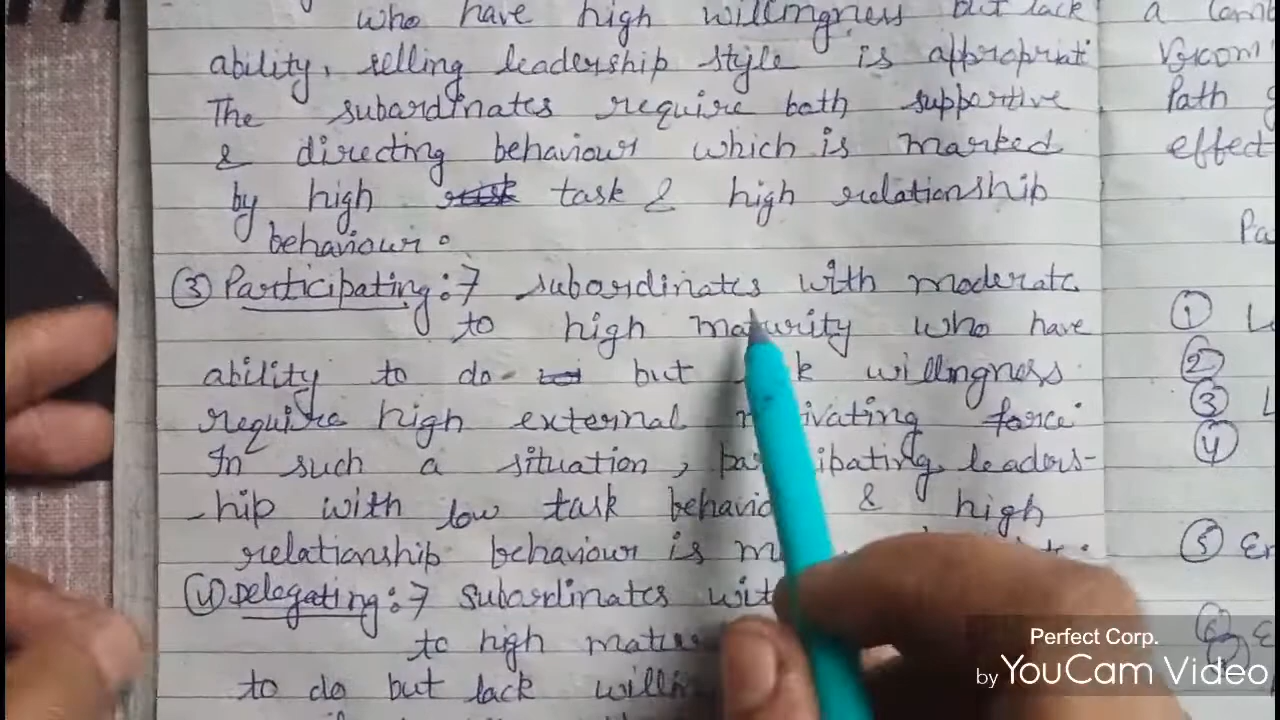 who have high willingness but lack
ability, selling leadership style is appropriat
The subordinates require both supportive
& directing behaviour which is marked
by high task & high relationship
behaviour.
③ Participating:→ subordinates with moderate
to high maturity who have
ability to do but willingness
require high external force
In such a situation, leaders-
-hip with low task & high
relationship behaviour is
④ Delegating:→ subordinates
to high
to do but lack
a
Vroom
Path
effect
①
②
③
④
⑤
Perfect Corp.
by YouCam Video